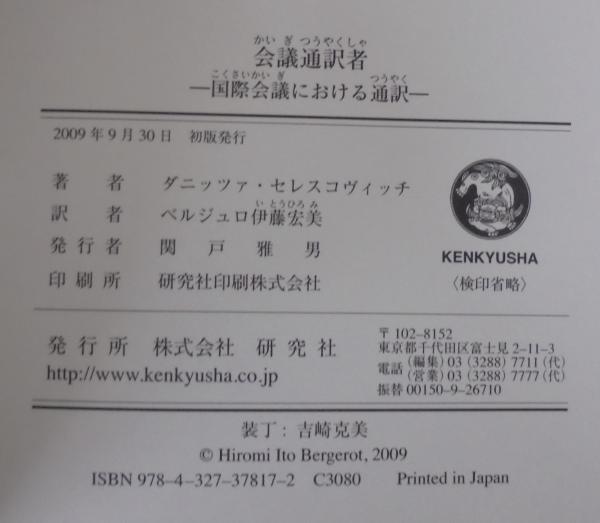 かいぎつうやくしゃ
会議通訳者
こくさいかいぎ つうやく
―国際会議における通訳―
2009年9月30日 初版発行
著者 ダニッツァ・セレスコヴィッチ
いとうひろみ
訳者 ベルジュロ伊藤宏美
発行者 関戸雅男
印刷所 研究社印刷株式会社
KENKYUSHA
〈検印省略〉
発行所 株式会社 研究社
http://www.kenkyusha.co.jp
〒102–8152
東京都千代田区富士見2–11–3
電話 (編集) 03 (3288) 7711 (代)
(営業) 03 (3288) 7777 (代)
振替 00150–9–26710
装丁: 吉崎克美
© Hiromi Ito Bergerot, 2009
ISBN 978–4–327–37817–2 C3080 Printed in Japan